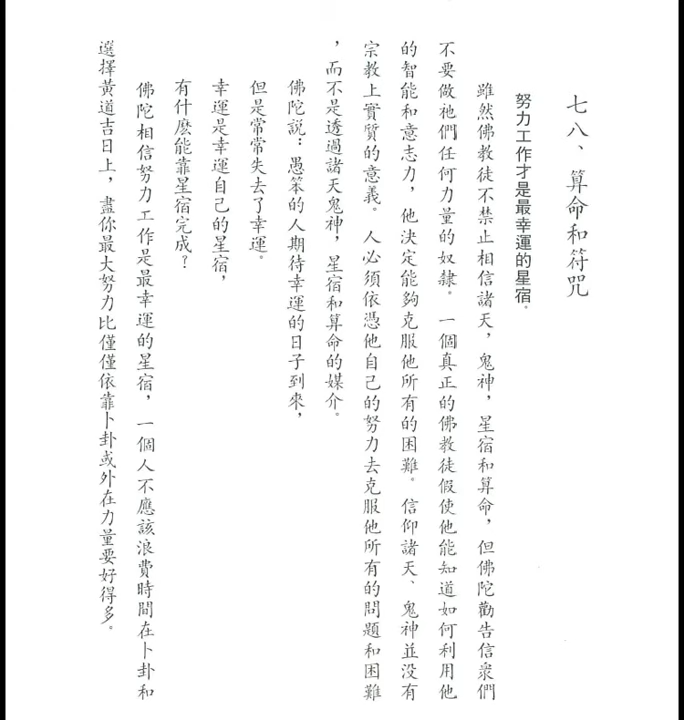 七八、算命和符咒
努力工作才是最幸運的星宿。
雖然佛教徒不禁止相信諸天，鬼神，星宿和算命，但佛陀勸告信衆們
不要做祂們任何力量的奴隸。一個真正的佛教徒假使他能知道如何利用他
的智能和意志力，他決定能夠克服他所有的困難。信仰諸天、鬼神並没有
宗教上實質的意義。人必須依憑他自己的努力去克服他所有的問題和困難
，而不是透過諸天鬼神，星宿和算命的媒介。
佛陀説：愚笨的人期待幸運的日子到來，
但是常常失去了幸運。
幸運是幸運自己的星宿，
有什麽能靠星宿完成？
佛陀相信努力工作是最幸運的星宿，一個人不應該浪費時間在卜卦和
選擇黃道吉日上，盡你最大努力比僅僅依靠卜卦或外在力量要好得多。